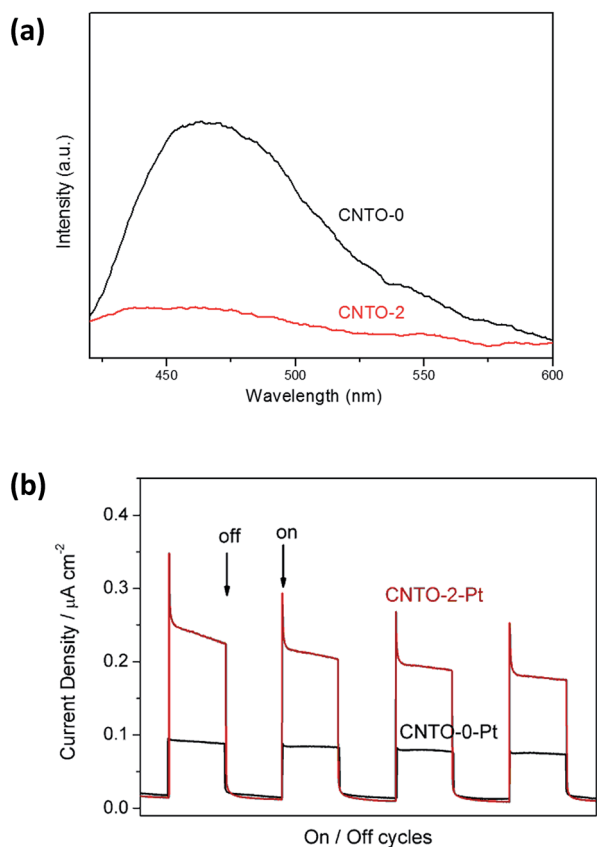 (a)
Intensity (a.u.)
CNTO-0
CNTO-2
450 500 550 600
Wavelength (nm)
(b)
Current Density / μA cm⁻²
0.4
0.3
0.2
0.1
0.0
off
on
CNTO-2-Pt
CNTO-0-Pt
On / Off cycles